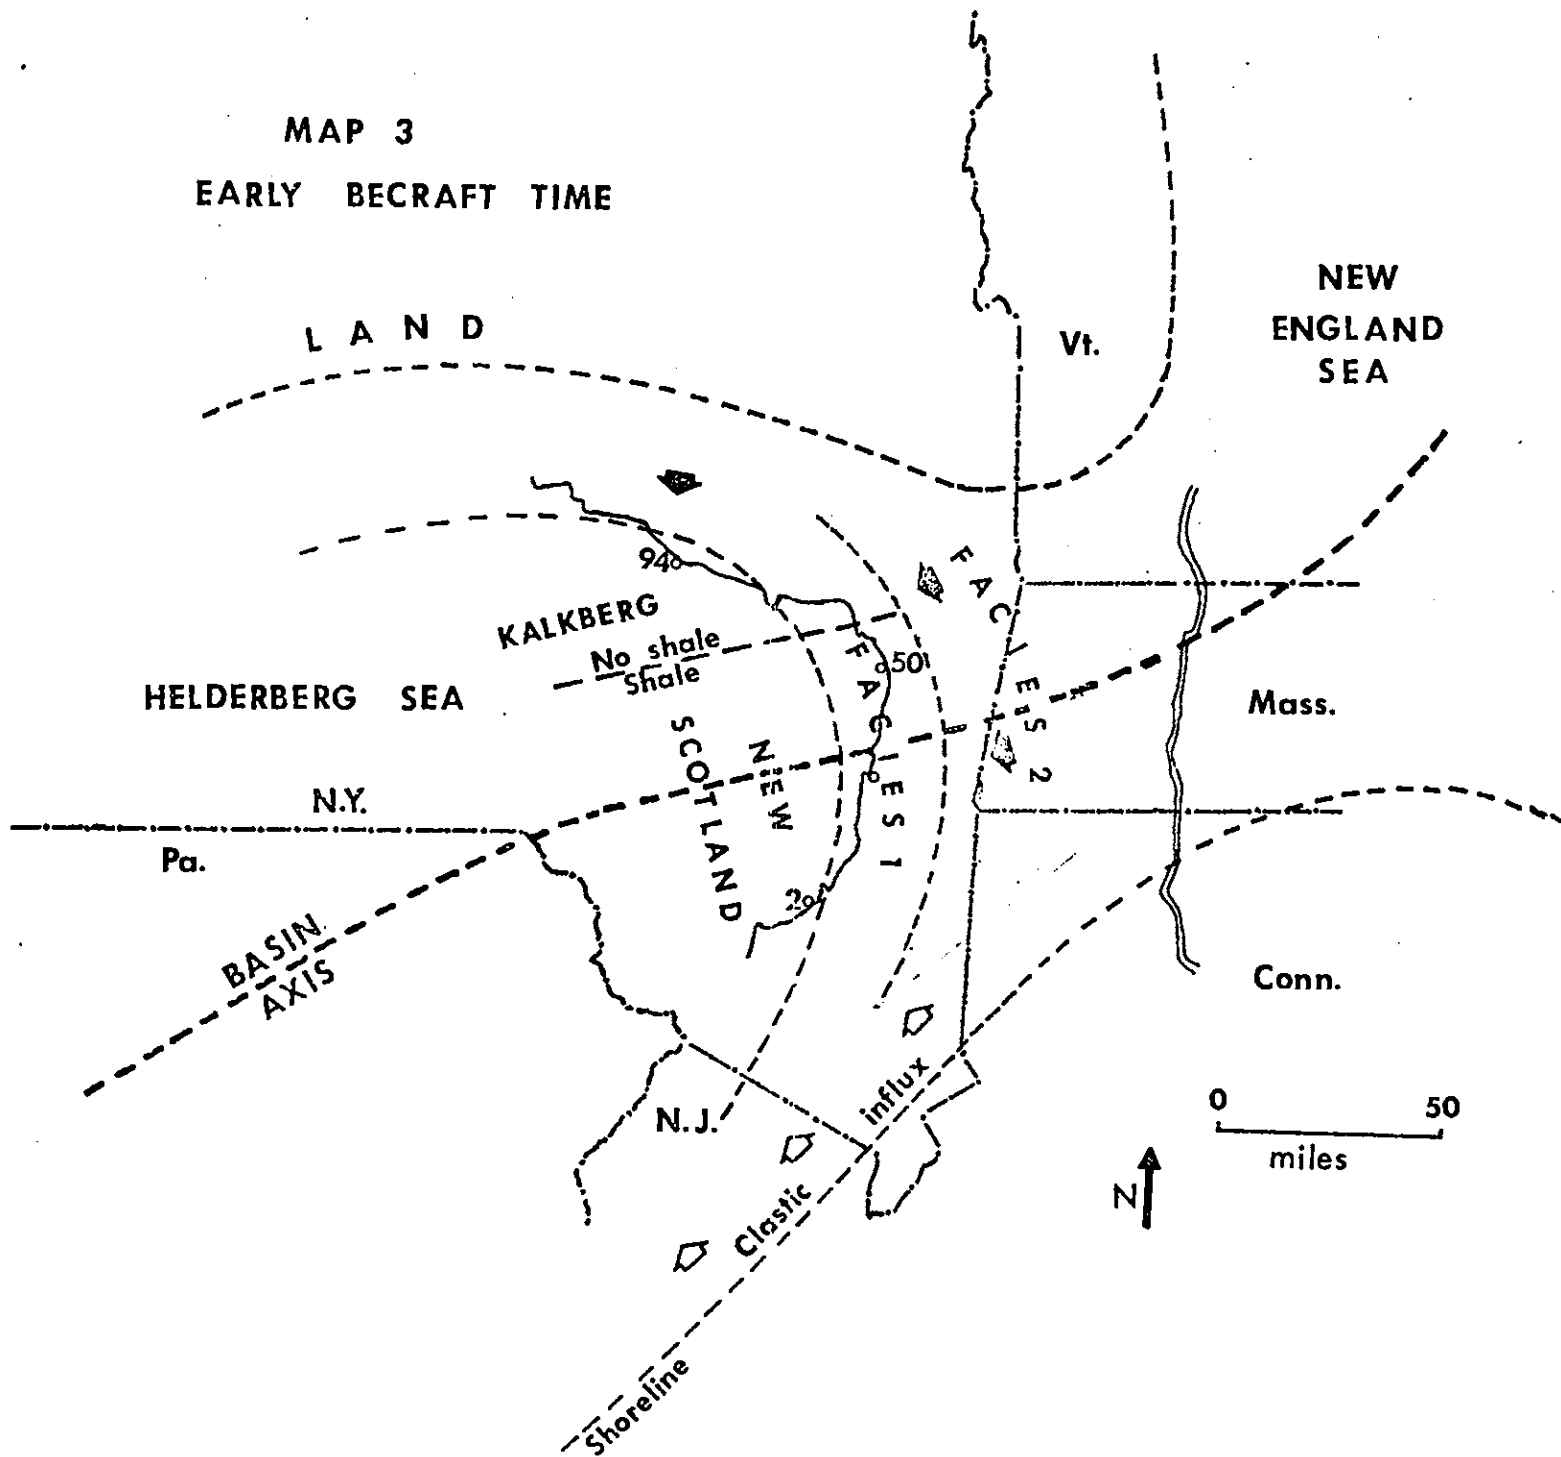 MAP 3
EARLY BECRAFT TIME
LAND
Vt.
NEW
ENGLAND
SEA
94
KALKBERG
No shale
Shale
50
FACIES 1
FACIES 2
HELDERBERG SEA
Mass.
NEW
SCOTLAND
N.Y.
Pa.
2
BASIN
AXIS
Conn.
N.J.
Shoreline
Clastic
influx
0
50
miles
N